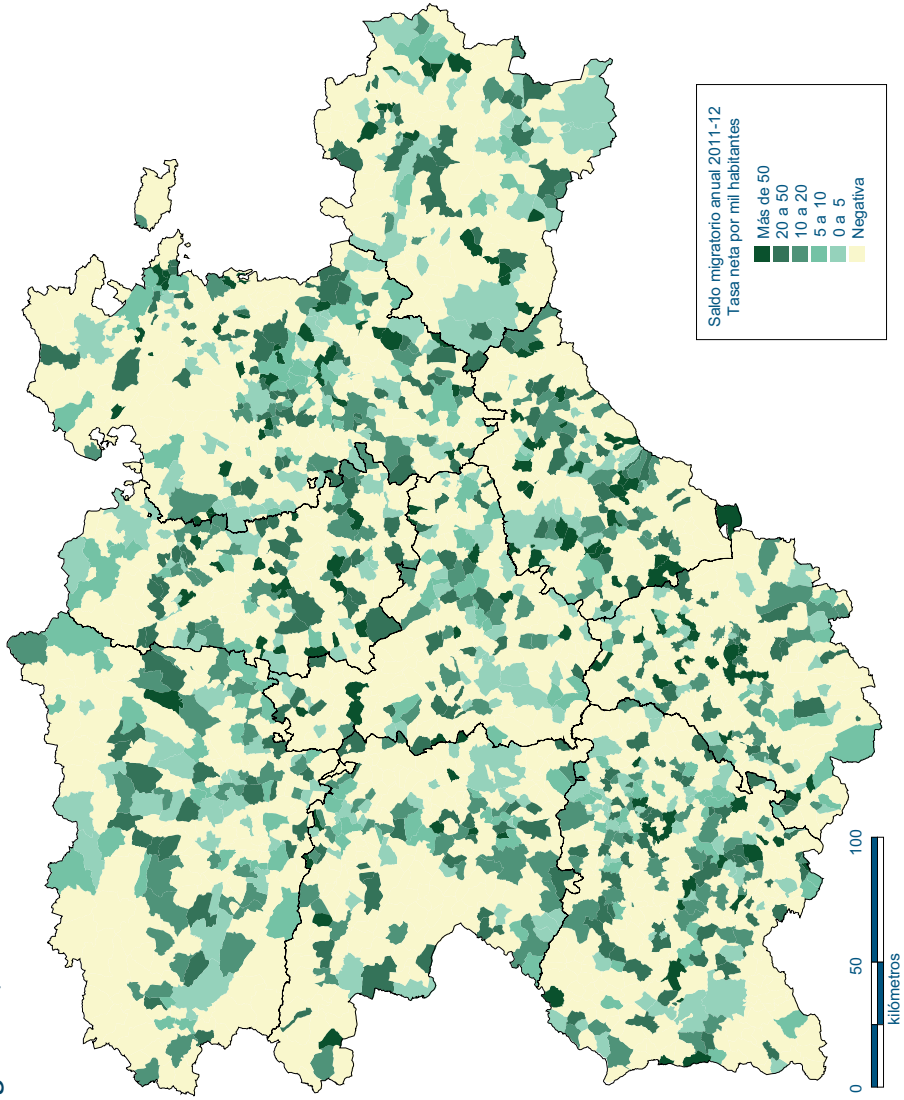 Saldo migratorio anual 2011-12
Tasa neta por mil habitantes
Más de 50
20 a 50
10 a 20
5 a 10
0 a 5
Negativa
0
50
100
kilómetros